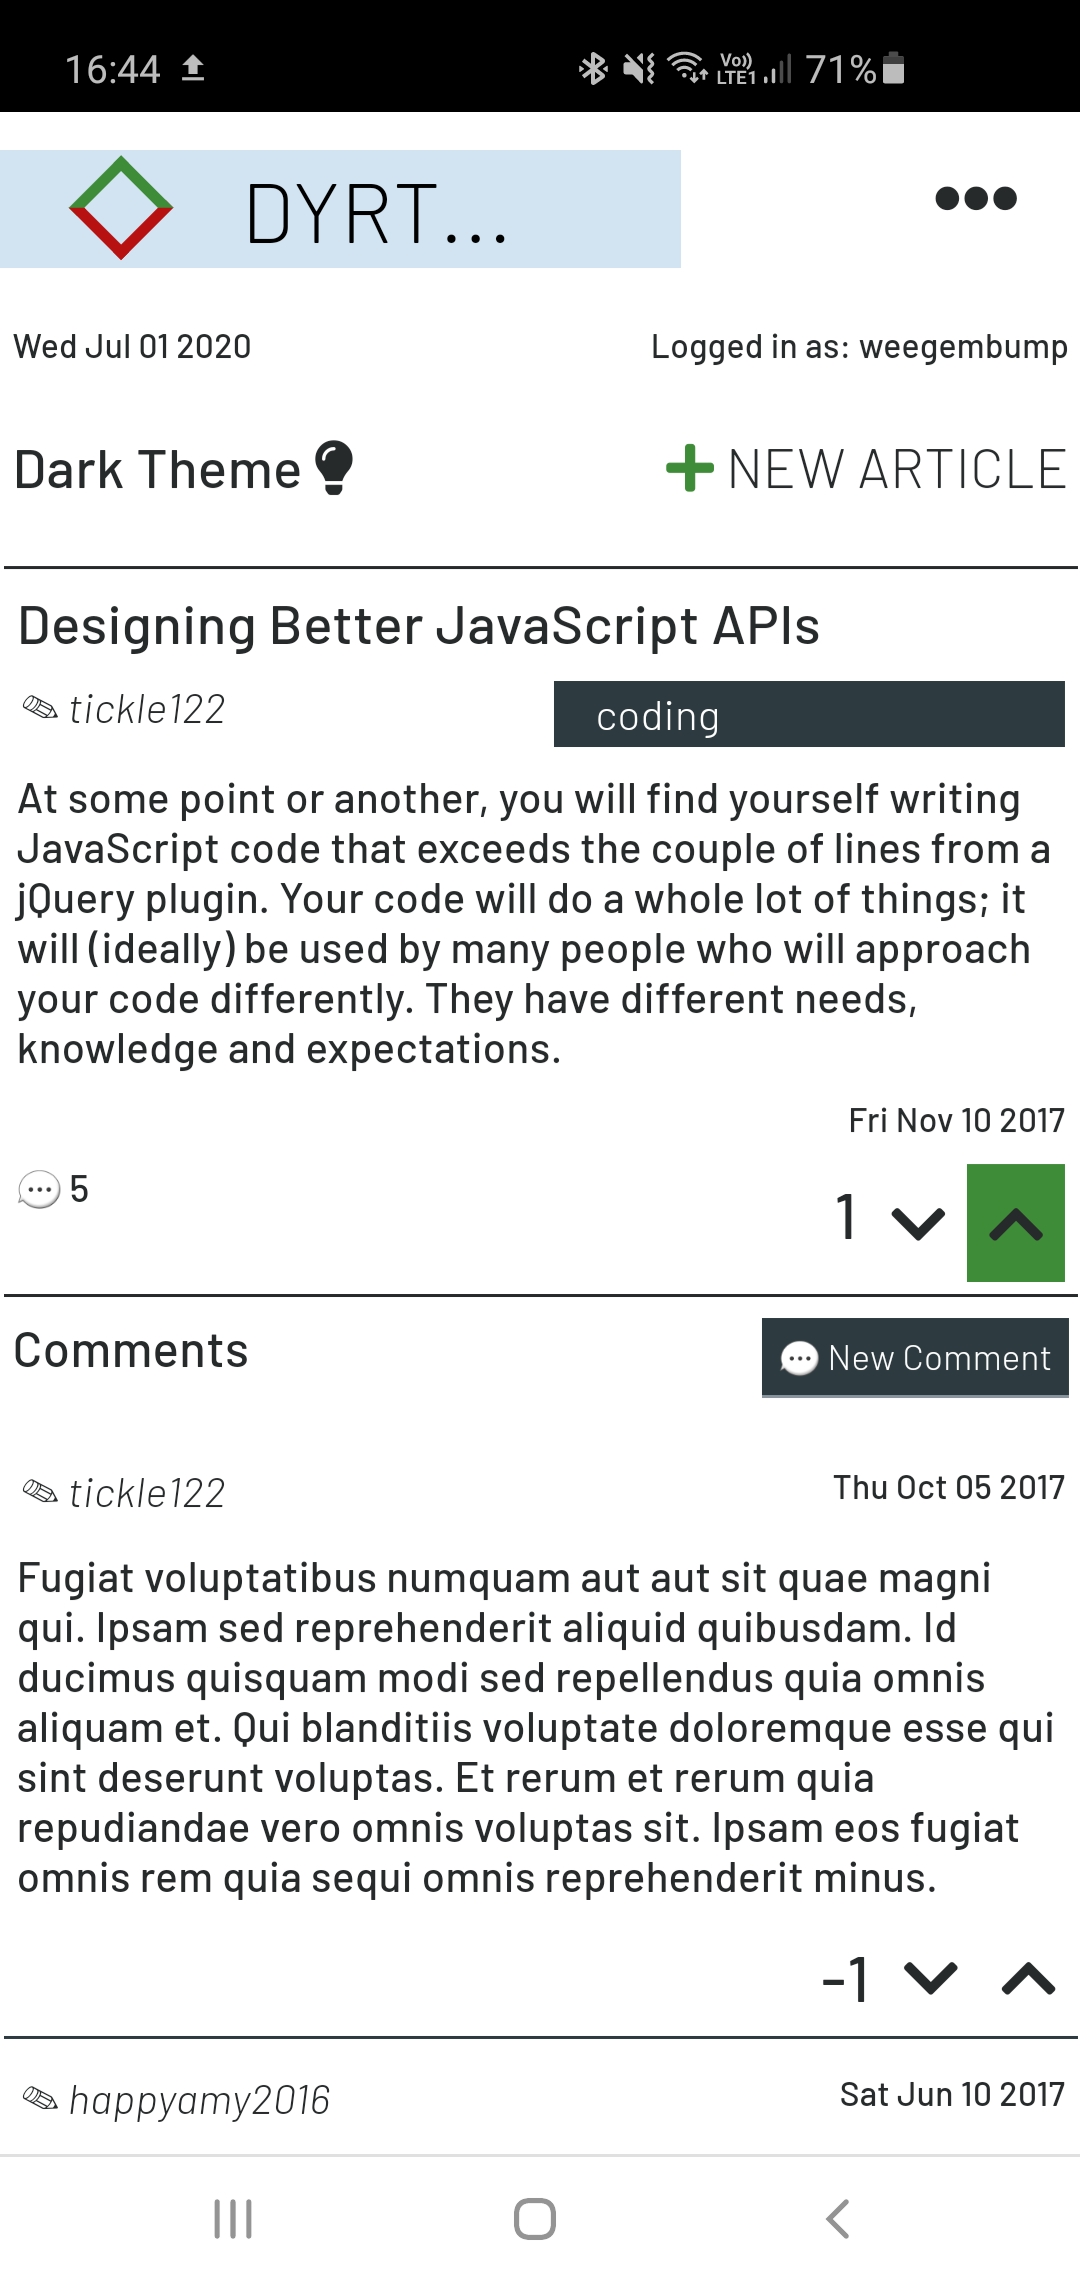 16:44
Vo)) LTE1 71%
DYRT...
Wed Jul 01 2020
Logged in as: weegembump
Dark Theme
NEW ARTICLE
Designing Better JavaScript APIs
tickle122
coding
At some point or another, you will find yourself writing
JavaScript code that exceeds the couple of lines from a
jQuery plugin. Your code will do a whole lot of things; it
will (ideally) be used by many people who will approach
your code differently. They have different needs,
knowledge and expectations.
Fri Nov 10 2017
5
1
Comments
New Comment
tickle122
Thu Oct 05 2017
Fugiat voluptatibus numquam aut aut sit quae magni
qui. Ipsam sed reprehenderit aliquid quibusdam. Id
ducimus quisquam modi sed repellendus quia omnis
aliquam et. Qui blanditiis voluptate doloremque esse qui
sint deserunt voluptas. Et rerum et rerum quia
repudiandae vero omnis voluptas sit. Ipsam eos fugiat
omnis rem quia sequi omnis reprehenderit minus.
-1
happyamy2016
Sat Jun 10 2017